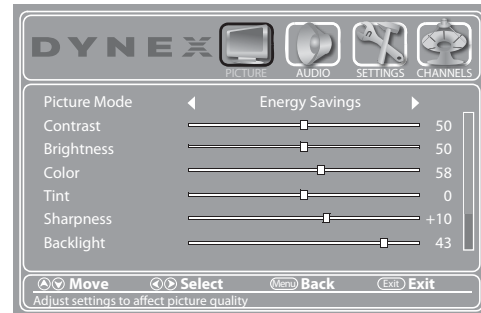 DYNEX
PICTURE AUDIO SETTINGS CHANNELS
Picture Mode Energy Savings
Contrast 50
Brightness 50
Color 58
Tint 0
Sharpness +10
Backlight 43
Move Select Menu Back Exit Exit
Adjust settings to affect picture quality